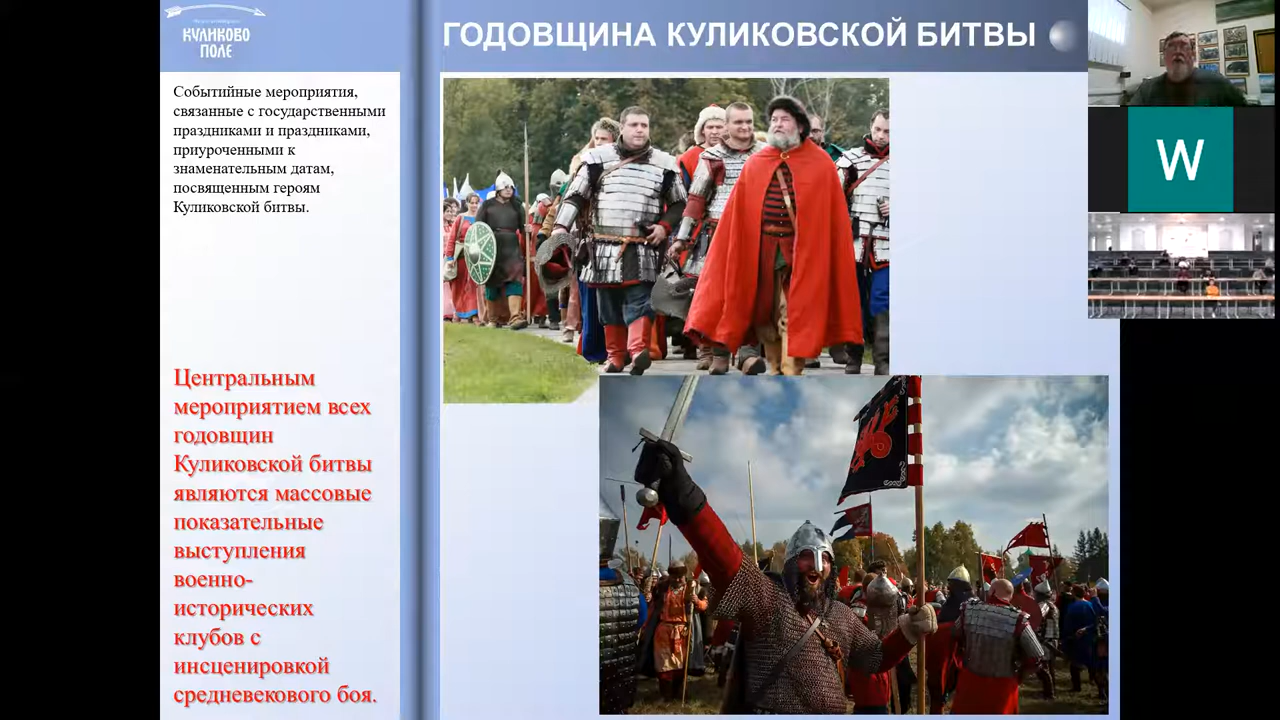 КУЛИКОВО
ПОЛЕ
ГОДОВЩИНА КУЛИКОВСКОЙ БИТВЫ
Событийные мероприятия,
связанные с государственными
праздниками и праздниками,
приуроченными к
знаменательным датам,
посвященным героям
Куликовской битвы.
Центральным
мероприятием всех
годовщин
Куликовской битвы
являются массовые
показательные
выступления
военно-
исторических
клубов с
инсценировкой
средневекового боя.
W